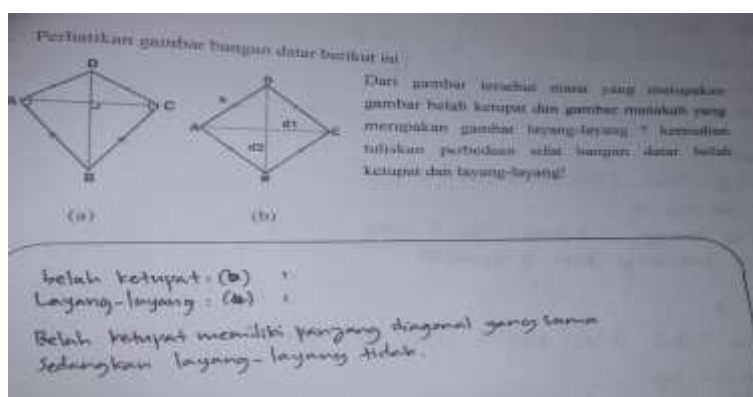 Perhatikan gambar bangun datar berikut ini
D
A
C
B
(a)
D
s
A
d1
C
d2
B
(b)
Dari gambar tersebut mana yang merupakan
gambar belah ketupat dan gambar manakah yang
merupakan gambar layang-layang ? kemudian
tuliskan perbedaan sifat bangun datar belah
ketupat dan layang-layang!
belah ketupat : (b)
Layang-layang : (a)
Belah ketupat memiliki panjang diagonal yang sama
Sedangkan layang-layang tidak.